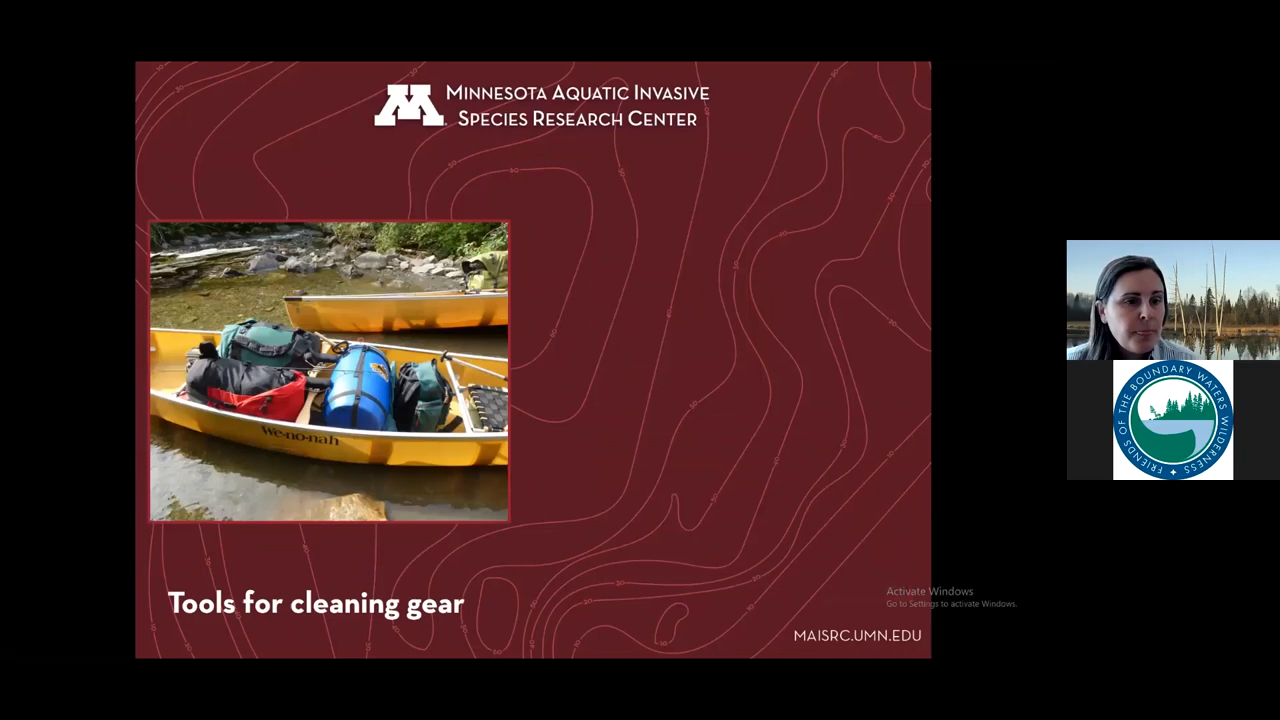 MINNESOTA AQUATIC INVASIVE
SPECIES RESEARCH CENTER
We·no·nah
Tools for cleaning gear
MAISRC.UMN.EDU
Activate Windows
Go to Settings to activate Windows.
FRIENDS OF THE BOUNDARY WATERS WILDERNESS